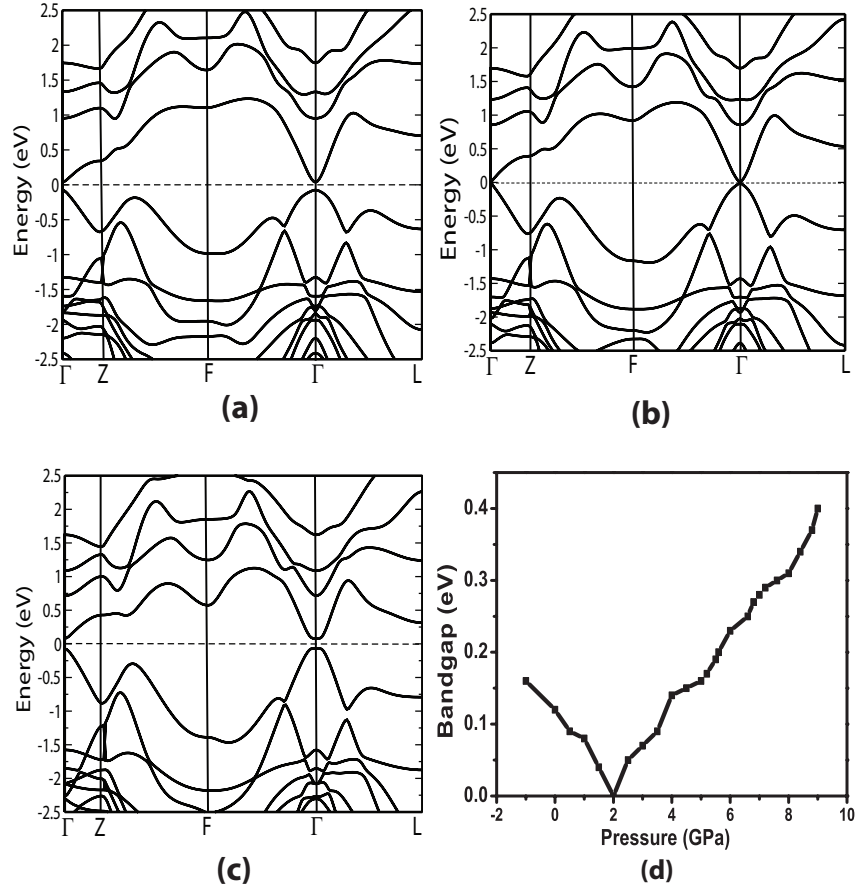 Energy (eV)
2.5
2
1.5
1
0.5
0
-0.5
-1
-1.5
-2
-2.5
Γ Z F Γ L
(a)
Energy (eV)
2.5
2
1.5
1
0.5
0
-0.5
-1
-1.5
-2
-2.5
Γ Z F Γ L
(b)
Energy (eV)
2.5
2
1.5
1
0.5
0
-0.5
-1
-1.5
-2
-2.5
Γ Z F Γ L
(c)
Bandgap (eV)
0.4
0.3
0.2
0.1
0.0
-2 0 2 4 6 8 10
Pressure (GPa)
(d)